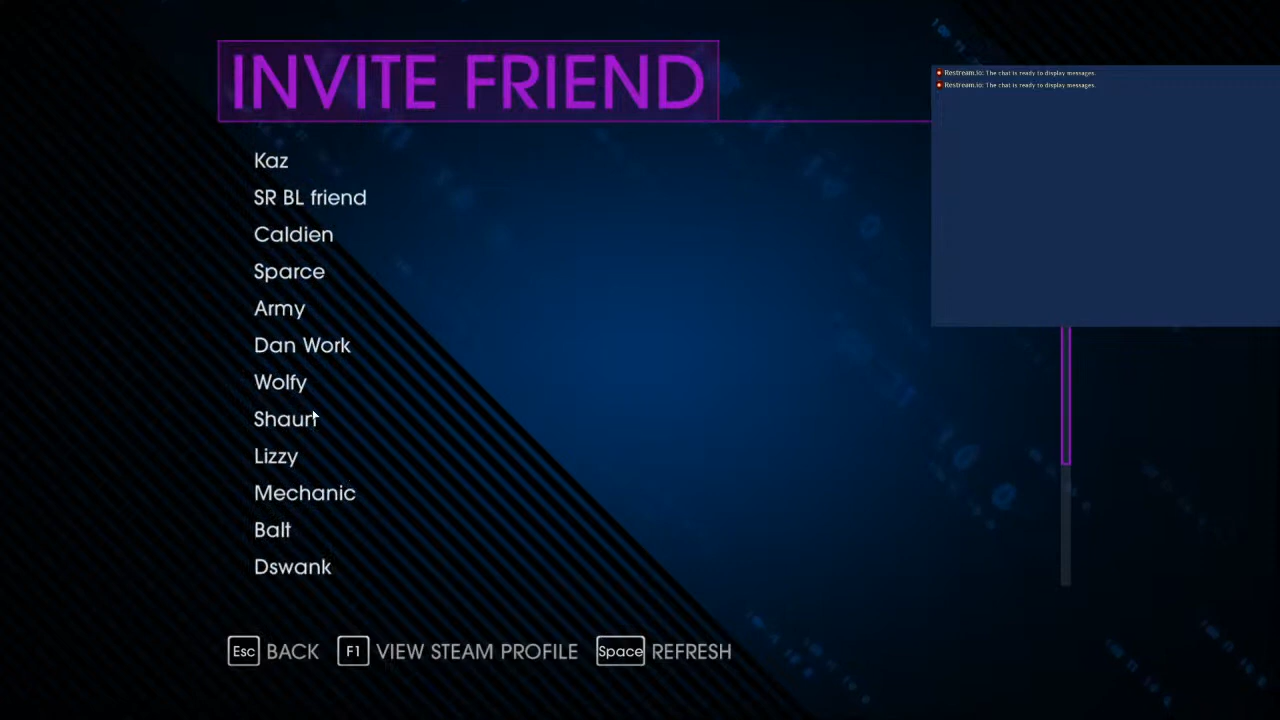 INVITE FRIEND
Restream.io: The chat is ready to display messages.
Restream.io: The chat is ready to display messages.
Kaz
SR BL friend
Caldien
Sparce
Army
Dan Work
Wolfy
Shaurt
Lizzy
Mechanic
Balt
Dswank
Esc BACK F1 VIEW STEAM PROFILE Space REFRESH